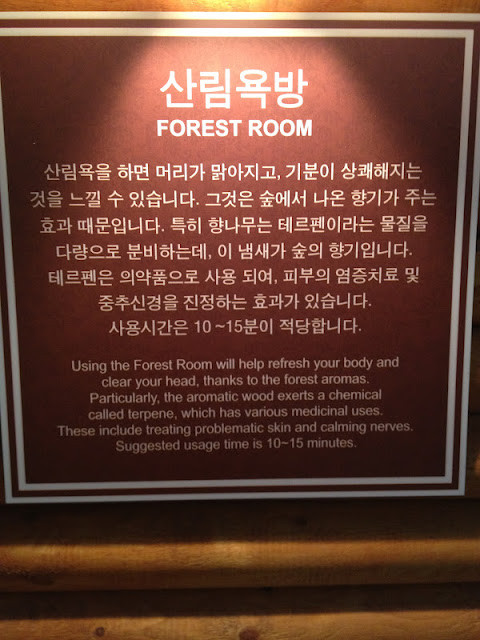 산림욕방
FOREST ROOM
산림욕을 하면 머리가 맑아지고, 기분이 상쾌해지는
것을 느낄 수 있습니다. 그것은 숲에서 나온 향기가 주는
효과 때문입니다. 특히 향나무는 테르펜이라는 물질을
다량으로 분비하는데, 이 냄새가 숲의 향기입니다.
테르펜은 의약품으로 사용 되여, 피부의 염증치료 및
중추신경을 진정하는 효과가 있습니다.
사용시간은 10 ~15분이 적당합니다.
Using the Forest Room will help refresh your body and
clear your head, thanks to the forest aromas.
Particularly, the aromatic wood exerts a chemical
called terpene, which has various medicinal uses.
These include treating problematic skin and calming nerves.
Suggested usage time is 10~15 minutes.